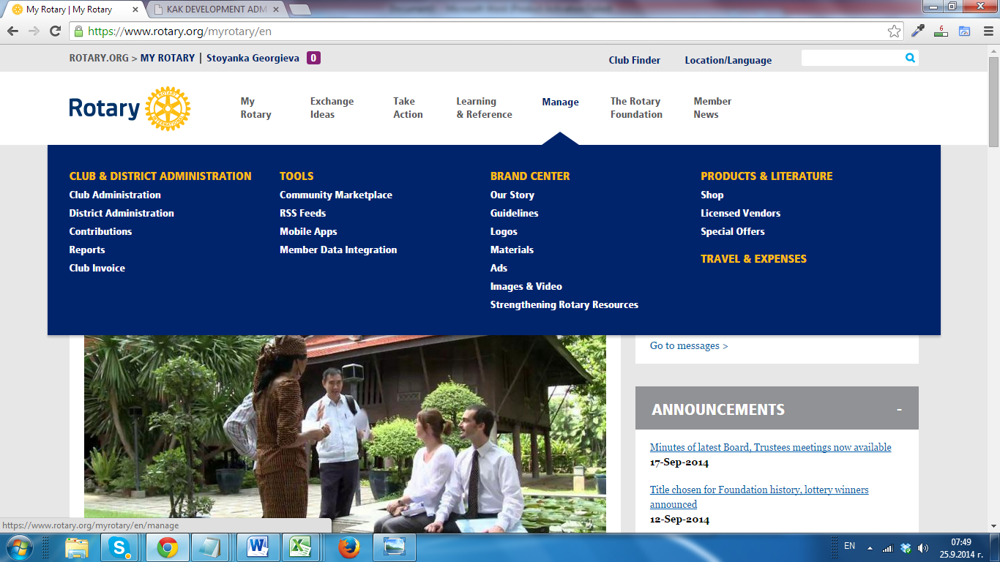 My Rotary | My Rotary
KAK DEVELOPMENT ADM
https://www.rotary.org/myrotary/en
6
ROTARY.ORG > MY ROTARY | Stoyanka Georgieva 0
Club Finder
Location/Language
Rotary
My
Rotary
Exchange
Ideas
Take
Action
Learning
& Reference
Manage
The Rotary
Foundation
Member
News
CLUB & DISTRICT ADMINISTRATION
Club Administration
District Administration
Contributions
Reports
Club Invoice
TOOLS
Community Marketplace
RSS Feeds
Mobile Apps
Member Data Integration
BRAND CENTER
Our Story
Guidelines
Logos
Materials
Ads
Images & Video
Strengthening Rotary Resources
PRODUCTS & LITERATURE
Shop
Licensed Vendors
Special Offers
TRAVEL & EXPENSES
Go to messages >
ANNOUNCEMENTS -
Minutes of latest Board, Trustees meetings now available
17-Sep-2014
Title chosen for Foundation history, lottery winners
announced
12-Sep-2014
https://www.rotary.org/myrotary/en/manage
EN
07:49
25.9.2014 г.